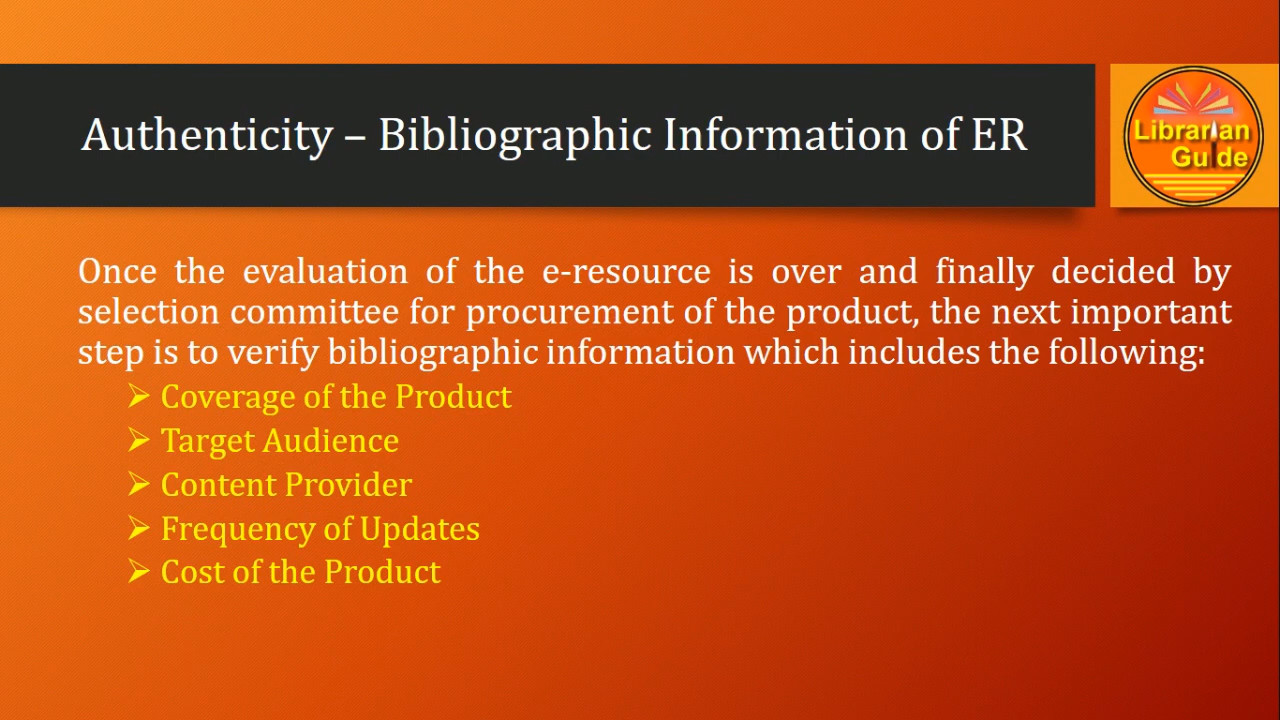 Authenticity – Bibliographic Information of ER
Librarian
Guide
Once the evaluation of the e-resource is over and finally decided by
selection committee for procurement of the product, the next important
step is to verify bibliographic information which includes the following:
➢ Coverage of the Product
➢ Target Audience
➢ Content Provider
➢ Frequency of Updates
➢ Cost of the Product